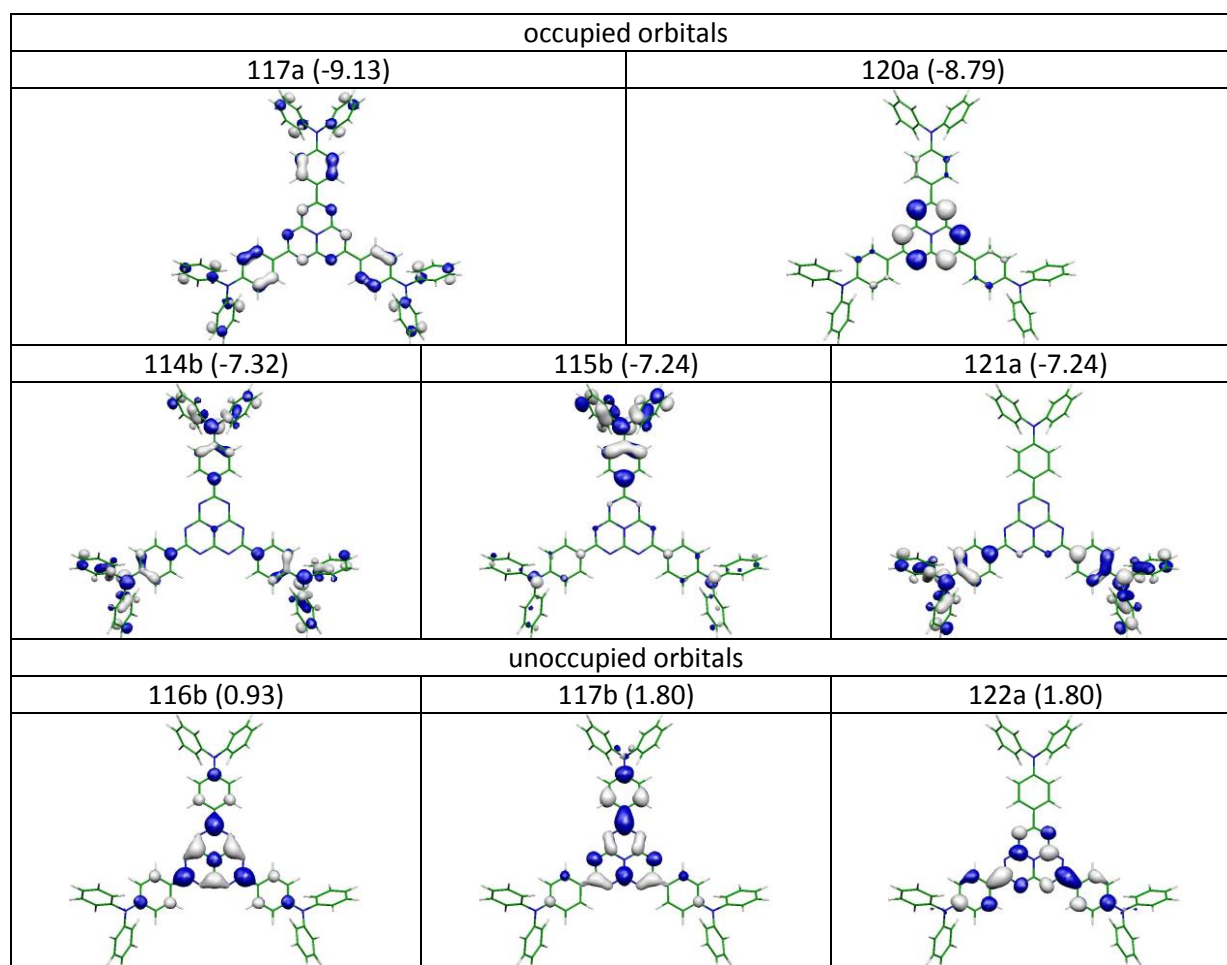 occupied orbitals
117a (-9.13) 120a (-8.79)
114b (-7.32) 115b (-7.24) 121a (-7.24)
unoccupied orbitals
116b (0.93) 117b (1.80) 122a (1.80)